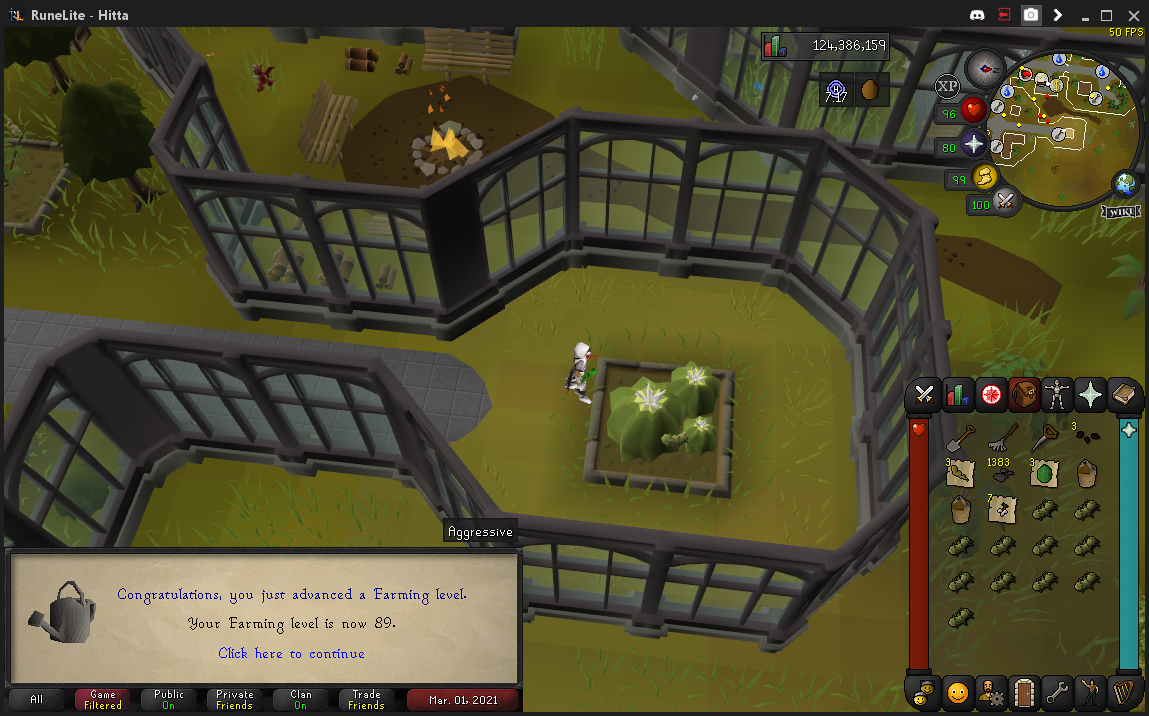 RuneLite - Hitta
50 FPS
124,386,159
XP
96
80
99
WIKI
100
3
3
1383
3
7
Aggressive
Congratulations, you just advanced a Farming level.
Your Farming level is now 89.
Click here to continue
All
Game
Filtered
Public
On
Private
Friends
Clan
On
Trade
Friends
Mar. 01, 2021